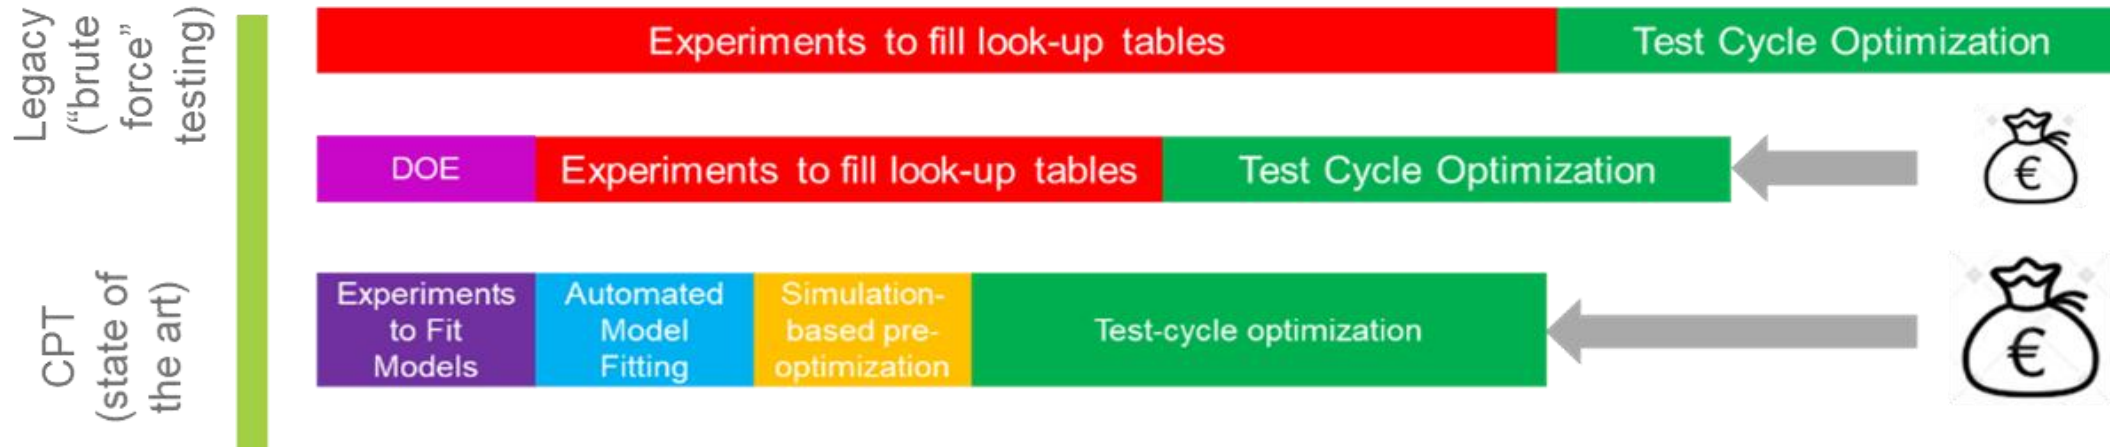 Legacy
(“brute
force”
testing)
Experiments to fill look-up tables
Test Cycle Optimization
DOE
Experiments to fill look-up tables
Test Cycle Optimization
€
CPT
(state of
the art)
Experiments
to Fit
Models
Automated
Model
Fitting
Simulation-
based pre-
optimization
Test-cycle optimization
€